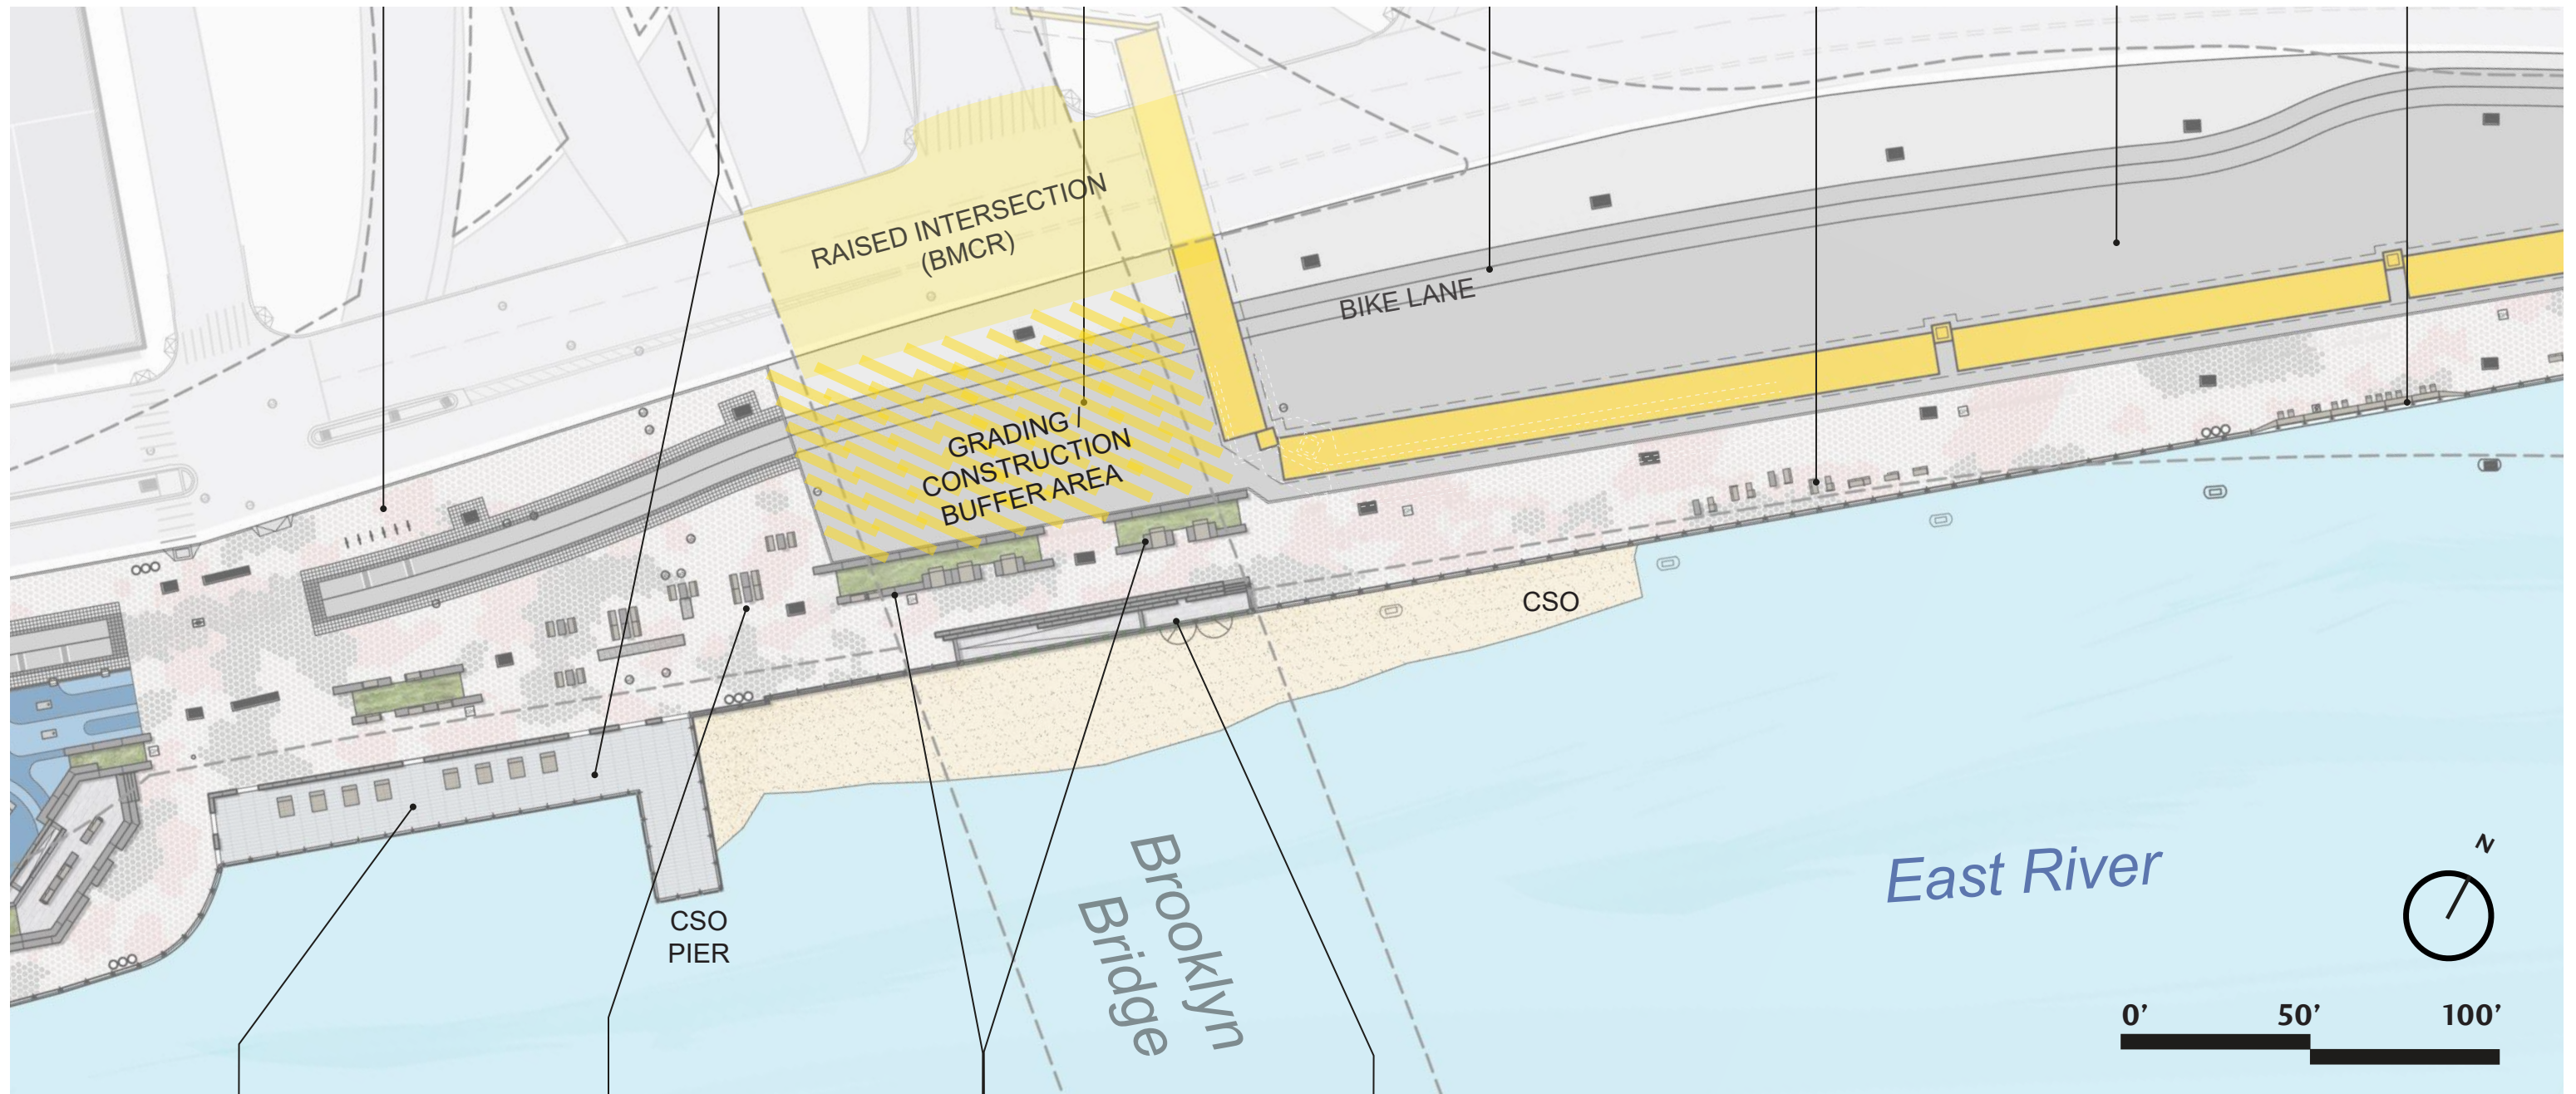 RAISED INTERSECTION
(BMCR)
BIKE LANE
GRADING /
CONSTRUCTION
BUFFER AREA
CSO
CSO
PIER
Brooklyn
Bridge
East River
N
0’ 50’ 100’